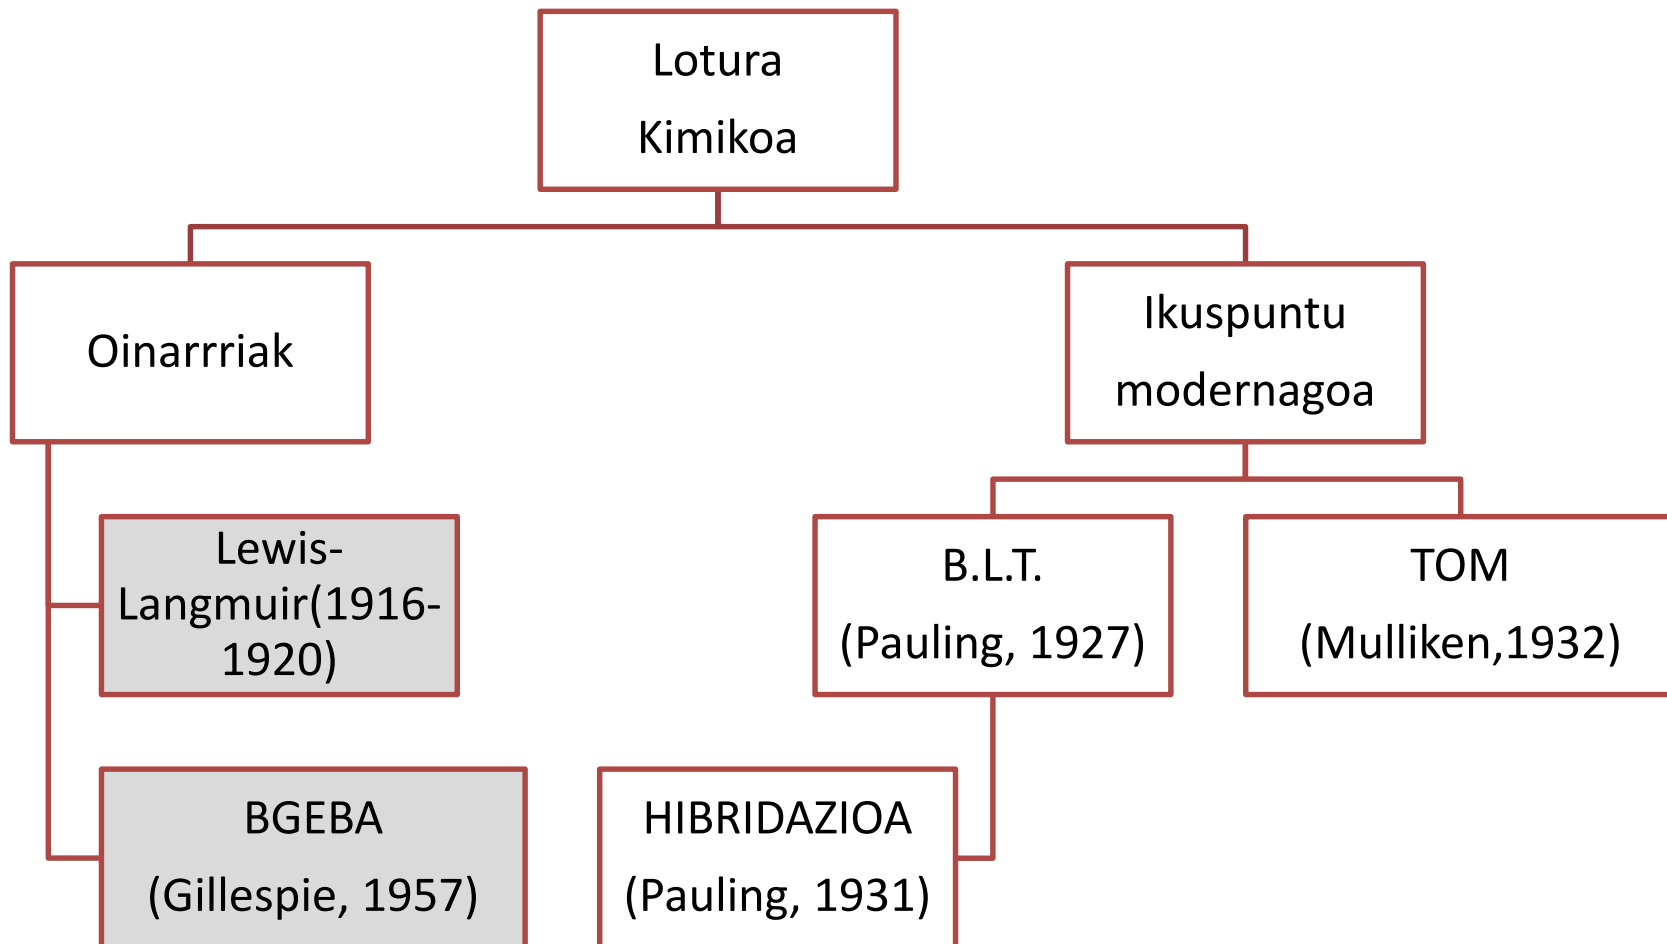 Lotura
Kimikoa
Oinarrriak
Ikuspuntu
modernagoa
Lewis-
Langmuir(1916-
1920)
B.L.T.
(Pauling, 1927)
TOM
(Mulliken,1932)
BGEBA
(Gillespie, 1957)
HIBRIDAZIOA
(Pauling, 1931)